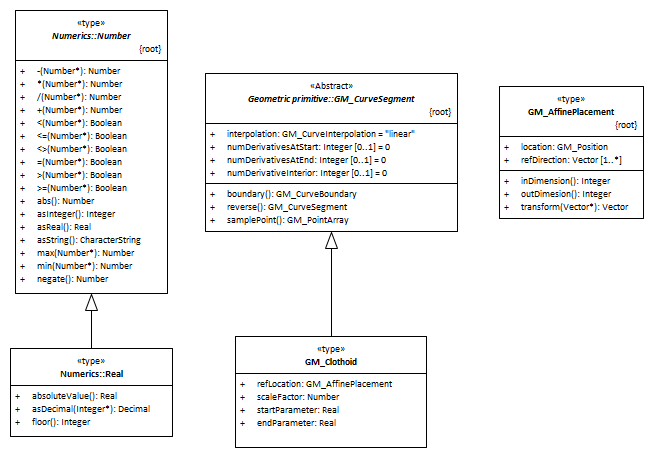 «type»
Numerics::Number
{root}
+ -(Number*): Number
+ *(Number*): Number
+ /(Number*): Number
+ +(Number*): Number
+ <(Number*): Boolean
+ <=(Number*): Boolean
+ <>(Number*): Boolean
+ =(Number*): Boolean
+ >(Number*): Boolean
+ >=(Number*): Boolean
+ abs(): Number
+ asInteger(): Integer
+ asReal(): Real
+ asString(): CharacterString
+ max(Number*): Number
+ min(Number*): Number
+ negate(): Number
«type»
Numerics::Real
+ absoluteValue(): Real
+ asDecimal(Integer*): Decimal
+ floor(): Integer
«Abstract»
Geometric primitive::GM_CurveSegment
{root}
+ interpolation: GM_CurveInterpolation = "linear"
+ numDerivativesAtStart: Integer [0..1] = 0
+ numDerivativesAtEnd: Integer [0..1] = 0
+ numDerivativeInterior: Integer [0..1] = 0
+ boundary(): GM_CurveBoundary
+ reverse(): GM_CurveSegment
+ samplePoint(): GM_PointArray
«type»
GM_Clothoid
+ refLocation: GM_AffinePlacement
+ scaleFactor: Number
+ startParameter: Real
+ endParameter: Real
«type»
GM_AffinePlacement
{root}
+ location: GM_Position
+ refDirection: Vector [1..*]
+ inDimension(): Integer
+ outDimesion(): Integer
+ transform(Vector*): Vector